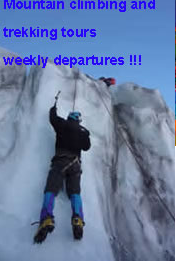 Mountain climbing and
trekking tours
weekly departures !!!